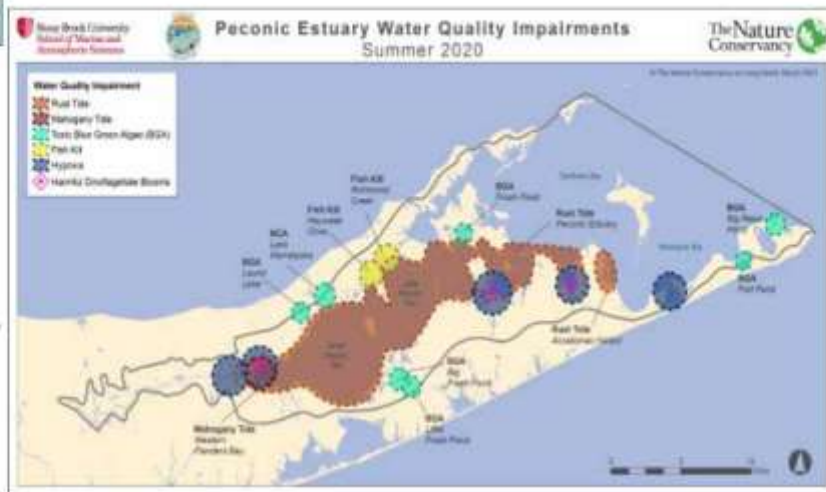 Stony Brook University
School of Marine and
Atmospheric Sciences
Peconic Estuary Water Quality Impairments
Summer 2020
The Nature
Conservancy
Water Quality Impairment
Rust Tide
Mahogany Tide
Toxic Blue Green Algae (BGA)
Fish Kill
Hypoxia
Harmful Dinoflagellate Blooms
Fish Kill
Richmond
Creek
Fish Kill
BGA
Lake
BGA
Laurel
Lake
BGA
Fresh Pond
Rust Tide
Peconic Estuary
BGA
Big Reed
Pond
BGA
Fort Pond
Rust Tide
Accabonac Harbor
BGA
Big
Fresh Pond
BGA
Little
Fresh Pond
Mahogany Tide
Western
Flanders Bay